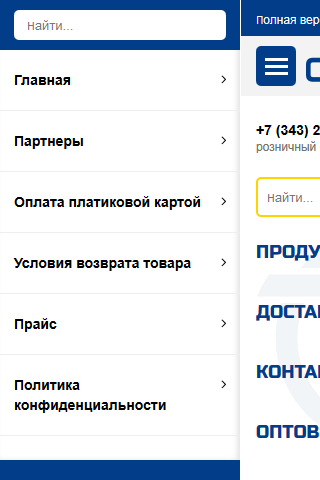 Найти...
Главная
Партнеры
Оплата платиковой картой
Условия возврата товара
Прайс
Политика
конфиденциальности
Полная вер
+7 (343) 2
розничный
Найти...
ПРОДУ
ДОСТА
КОНТА
ОПТОВ